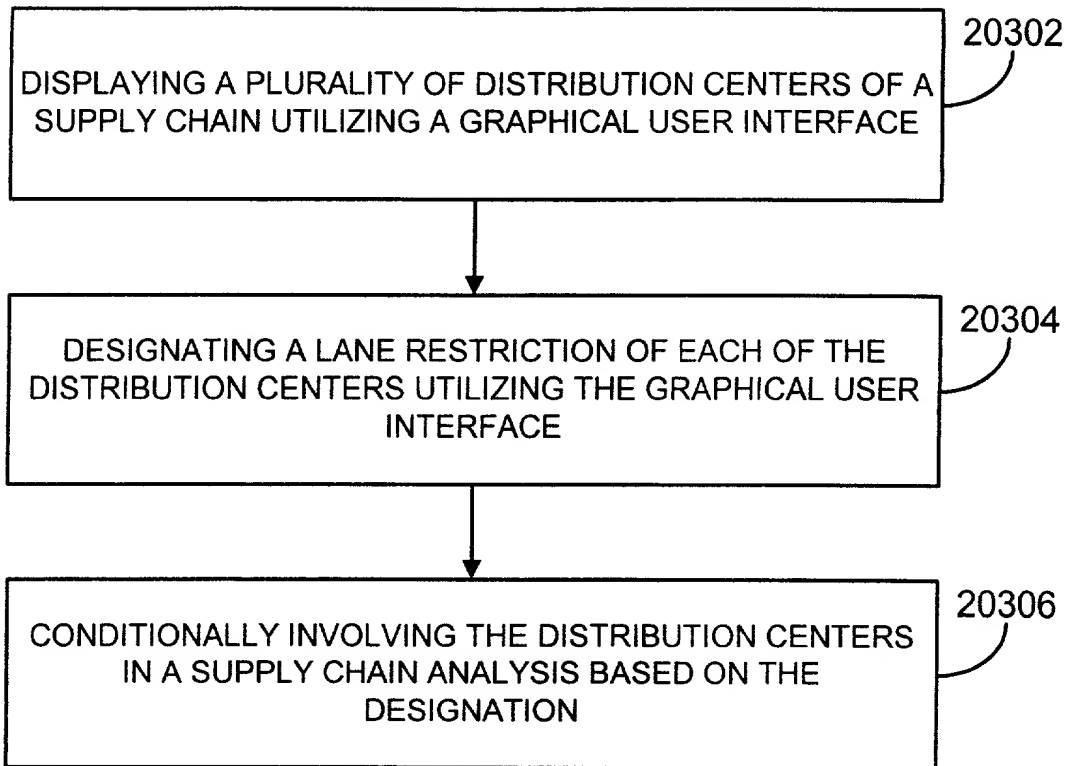 20302
DISPLAYING A PLURALITY OF DISTRIBUTION CENTERS OF A
SUPPLY CHAIN UTILIZING A GRAPHICAL USER INTERFACE
20304
DESIGNATING A LANE RESTRICTION OF EACH OF THE
DISTRIBUTION CENTERS UTILIZING THE GRAPHICAL USER
INTERFACE
20306
CONDITIONALLY INVOLVING THE DISTRIBUTION CENTERS
IN A SUPPLY CHAIN ANALYSIS BASED ON THE
DESIGNATION